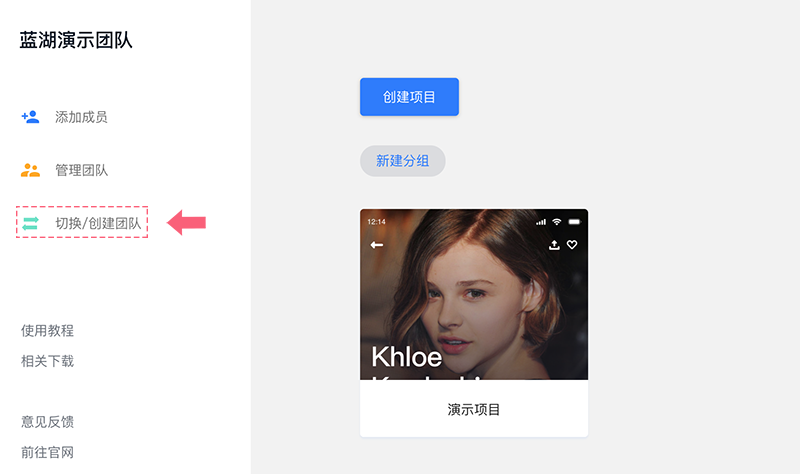 蓝湖演示团队
添加成员
管理团队
切换/创建团队
使用教程
相关下载
意见反馈
前往官网
创建项目
新建分组
12:14
Khloe
演示项目